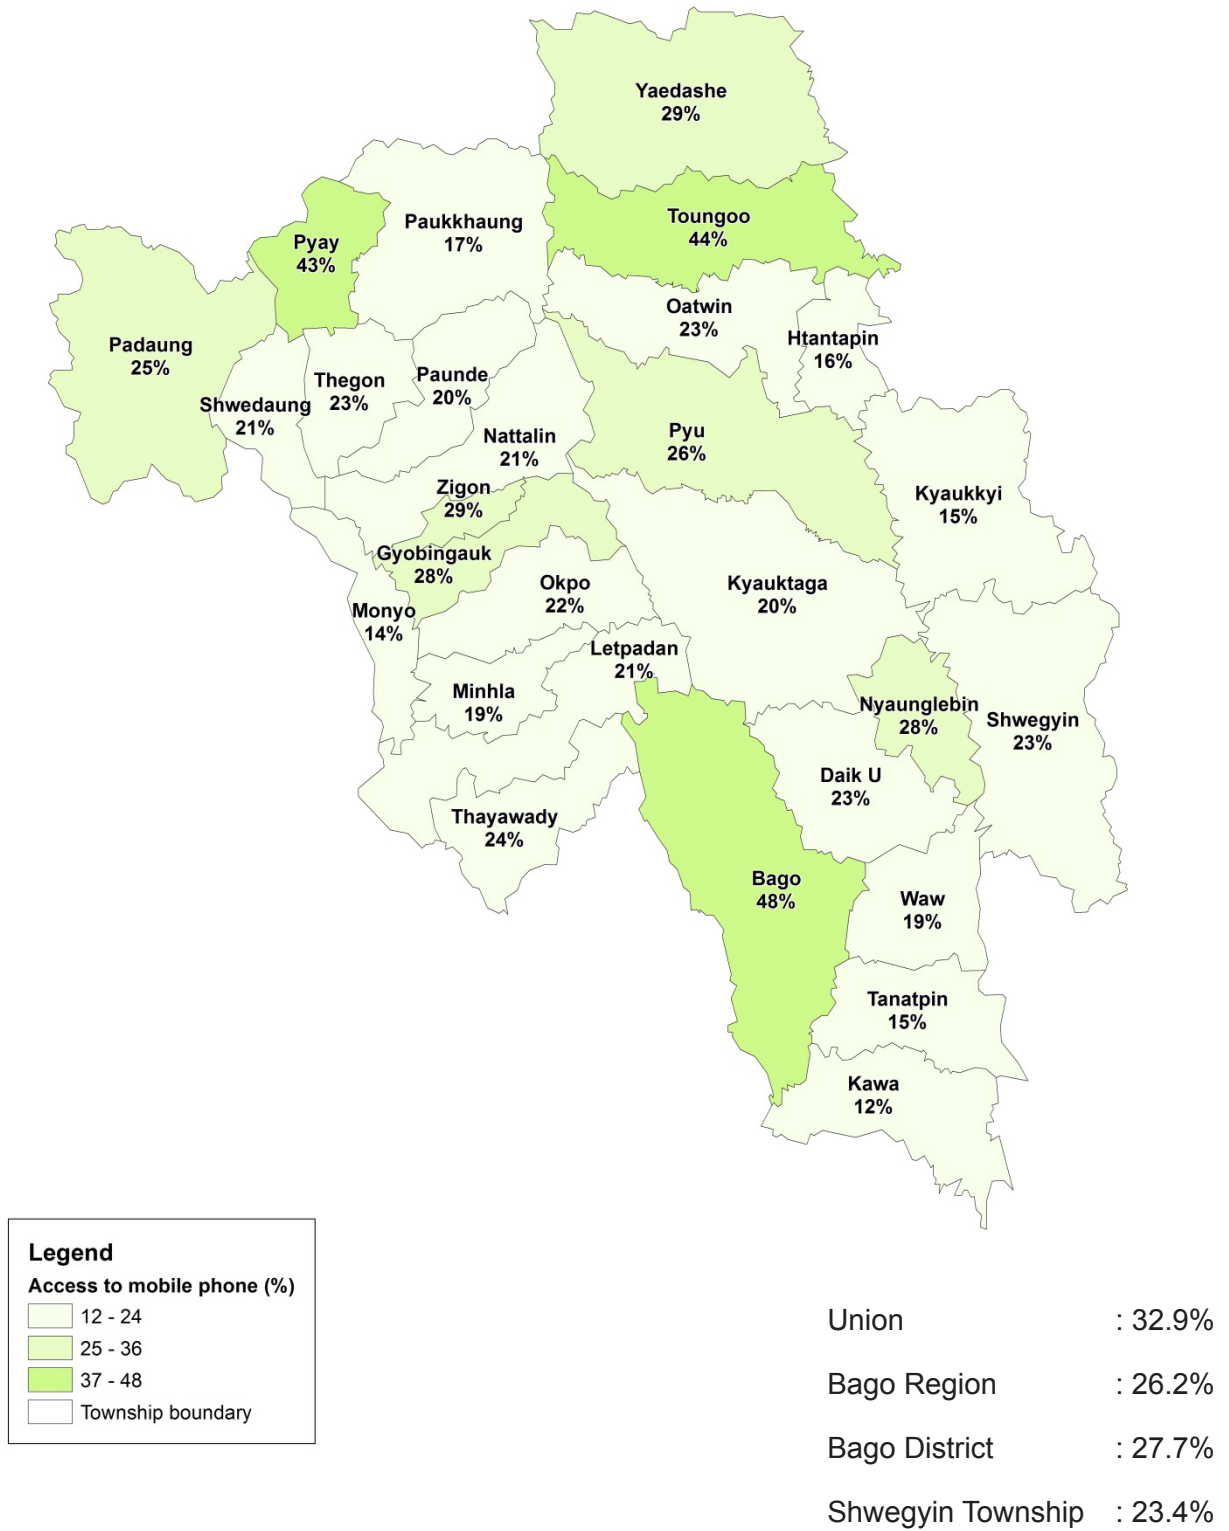 Yaedashe
29%
Toungoo
44%
Paukkhaung
17%
Pyay
43%
Oatwin
23%
Htantapin
16%
Padaung
25%
Thegon
23%
Paunde
20%
Shwedaung
21%
Nattalin
21%
Pyu
26%
Zigon
29%
Kyaukkyi
15%
Gyobingauk
28%
Okpo
22%
Kyauktaga
20%
Monyo
14%
Letpadan
21%
Minhla
19%
Nyaunglebin
28%
Shwegyin
23%
Daik U
23%
Thayawady
24%
Bago
48%
Waw
19%
Tanatpin
15%
Kawa
12%
Legend
Access to mobile phone (%)
12 - 24
25 - 36
37 - 48
Township boundary
Union : 32.9%
Bago Region : 26.2%
Bago District : 27.7%
Shwegyin Township : 23.4%